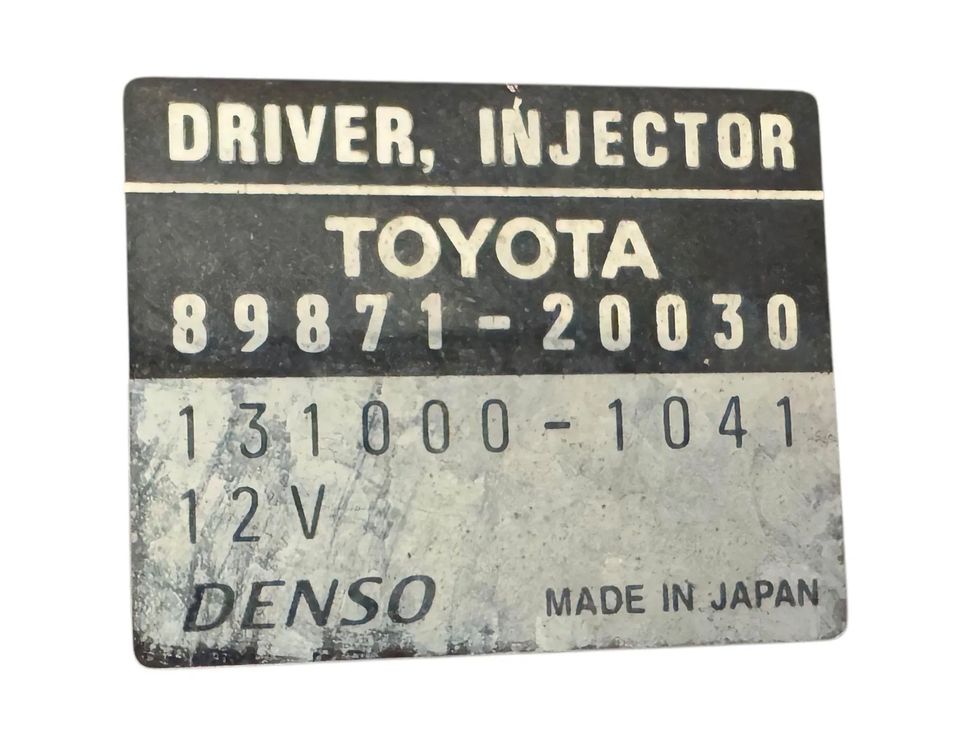 DRIVER, INJECTOR
TOYOTA
89871-20030
131000-1041
12V
DENSO MADE IN JAPAN